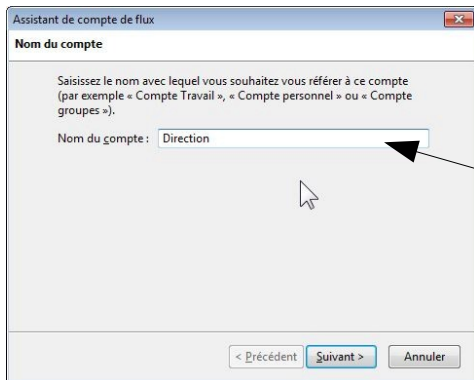 Assistant de compte de flux
Nom du compte
Saisissez le nom avec lequel vous souhaitez vous référer à ce compte
(par exemple « Compte Travail », « Compte personnel » ou « Compte
groupes »).
Nom du compte : Direction
< Précédent Suivant > Annuler